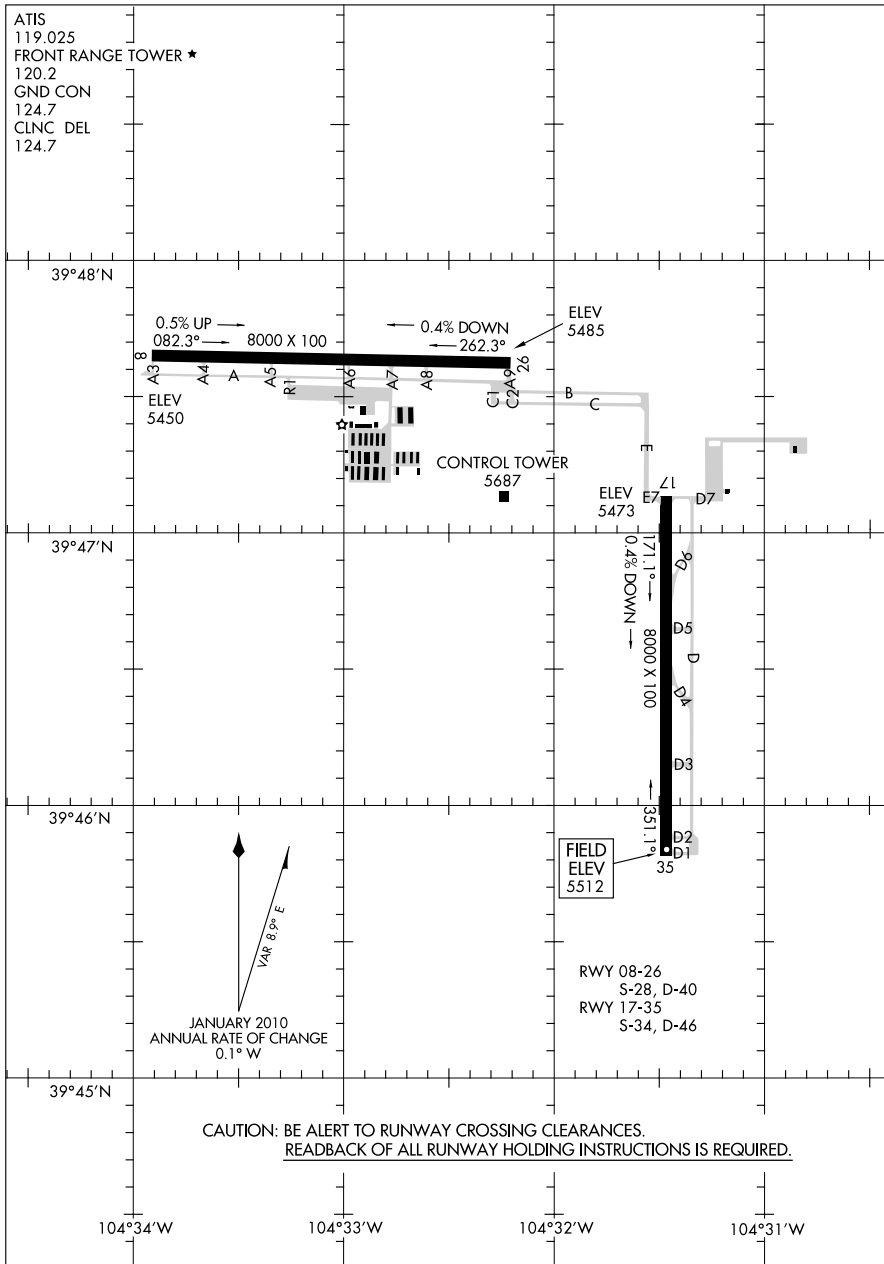 ATIS
119.025
FRONT RANGE TOWER ★
120.2
GND CON
124.7
CLNC DEL
124.7
39°48'N
0.5% UP
0.4% DOWN
ELEV
5485
082.3°
8000 X 100
262.3°
8
26
A3
A4
A
A5
R1
A6
A7
A8
A9
C1
C2
B
C
ELEV
5450
E
CONTROL TOWER
5687
ELEV
5473
17
E7
D7
39°47'N
171.1°
0.4% DOWN
D6
D5
D
8000 X 100
D4
D3
39°46'N
351.1°
D2
D1
FIELD
ELEV
5512
35
VAR 8.9° E
JANUARY 2010
ANNUAL RATE OF CHANGE
0.1° W
RWY 08-26
S-28, D-40
RWY 17-35
S-34, D-46
39°45'N
CAUTION: BE ALERT TO RUNWAY CROSSING CLEARANCES.
READBACK OF ALL RUNWAY HOLDING INSTRUCTIONS IS REQUIRED.
104°34'W
104°33'W
104°32'W
104°31'W